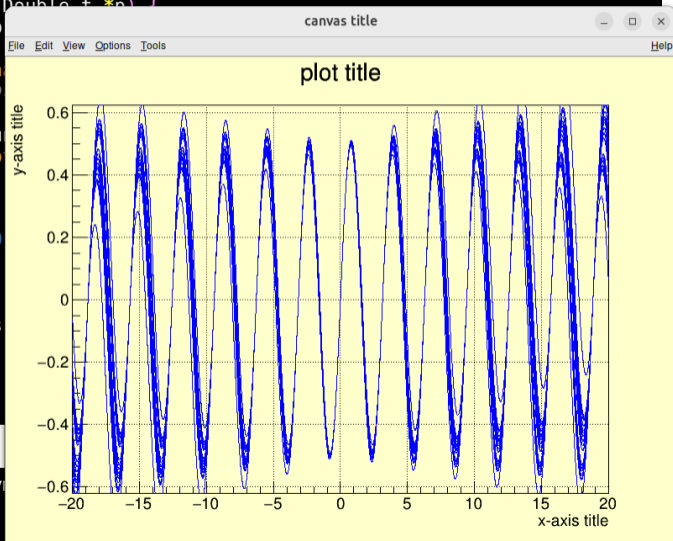 Double_t *p) {
canvas title
File Edit View Options Tools Help
plot title
y-axis title
0.6
0.4
0.2
0
−0.2
−0.4
−0.6
−20 −15 −10 −5 0 5 10 15 20
x-axis title